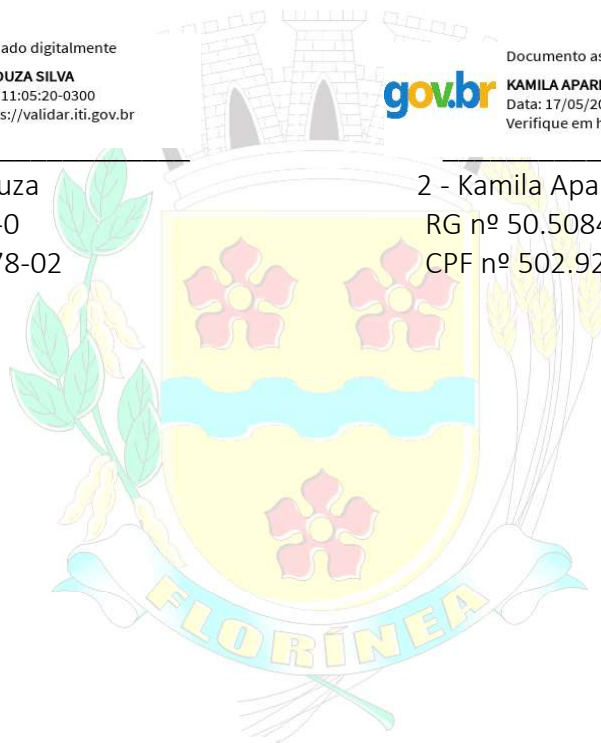 ado digitalmente
OUZA SILVA
11:05:20-0300
s://validar.iti.gov.br
gov.br
Documento as
KAMILA APARI
Data: 17/05/20
Verifique em h
uza
-0
78-02
2 - Kamila Apa
RG nº 50.5084
CPF nº 502.92
FLORÍNEA